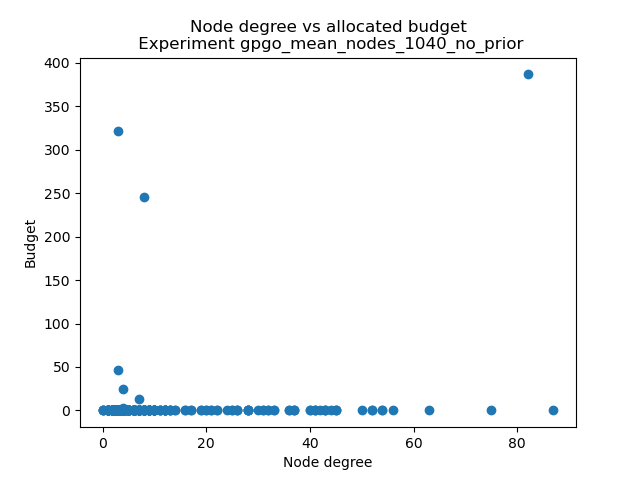 Node degree vs allocated budget
Experiment gpgo_mean_nodes_1040_no_prior
400
350
300
250
200
150
100
50
0
Budget
0 20 40 60 80
Node degree